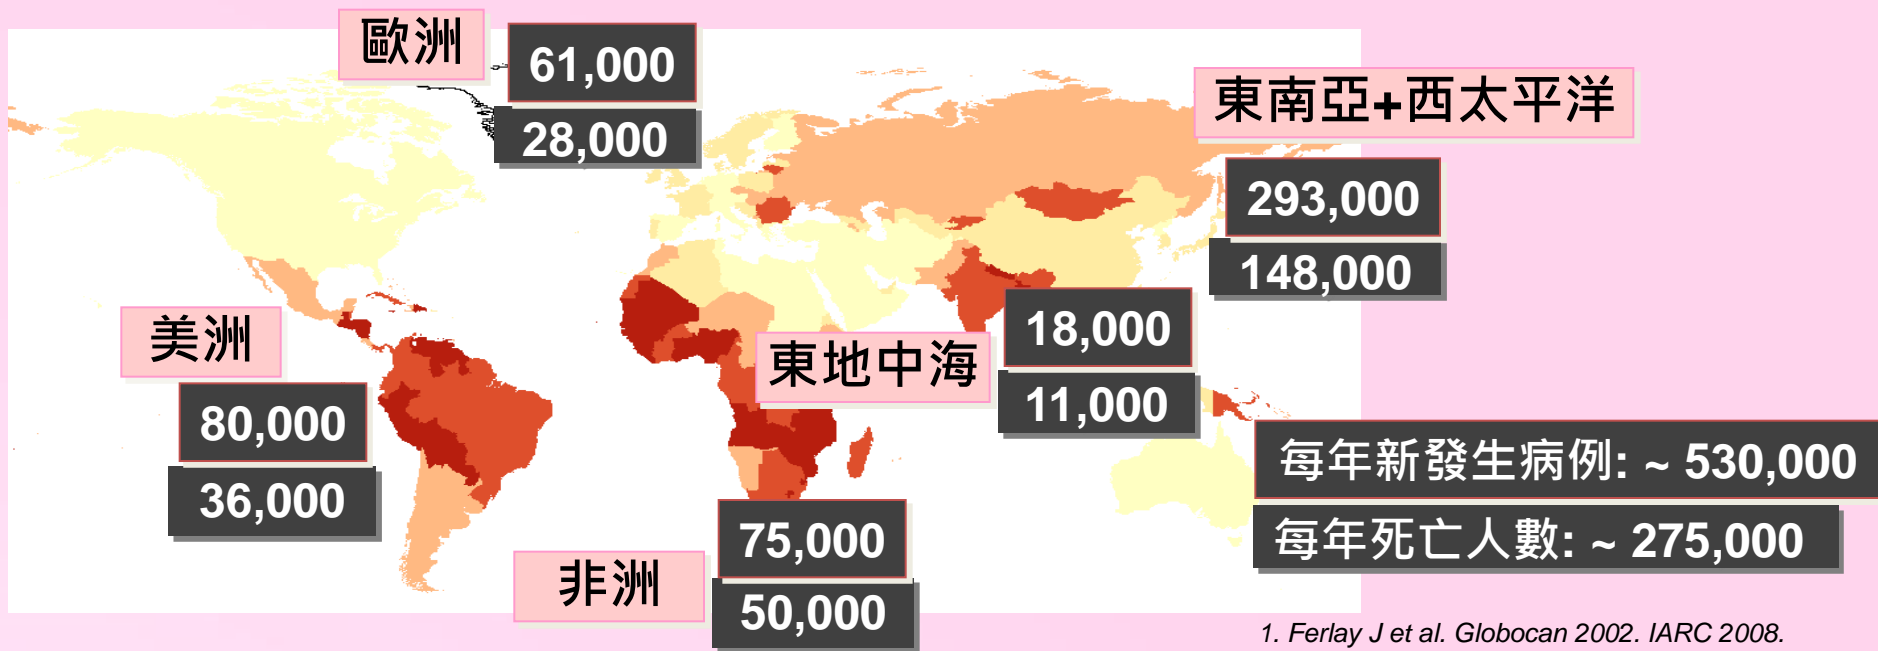 歐洲
61,000
28,000
東南亞+西太平洋
293,000
148,000
美洲
80,000
36,000
東地中海
18,000
11,000
非洲
75,000
50,000
每年新發生病例: ~ 530,000
每年死亡人數: ~ 275,000
1. Ferlay J et al. Globocan 2002. IARC 2008.